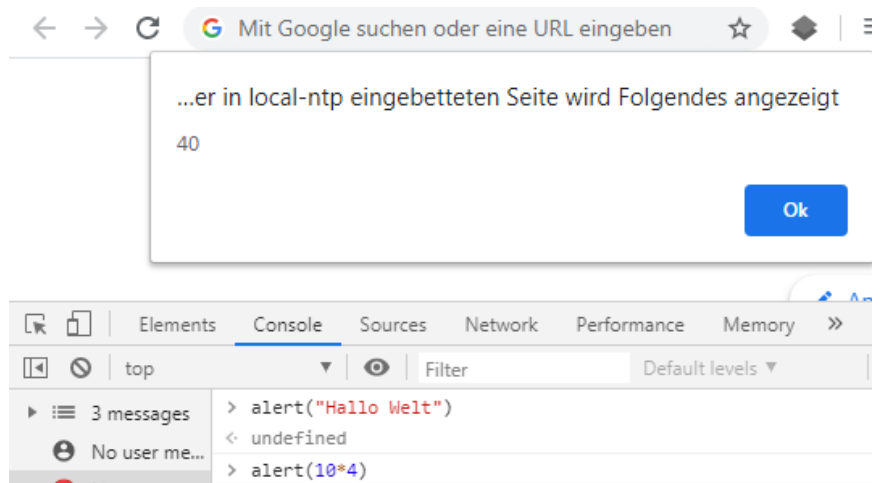 Mit Google suchen oder eine URL eingeben
...er in local-ntp eingebetteten Seite wird Folgendes angezeigt
40
Ok
Elements Console Sources Network Performance Memory »
top ▼ Filter Default levels ▼
3 messages
No user me...
> alert("Hallo Welt")
<· undefined
> alert(10*4)